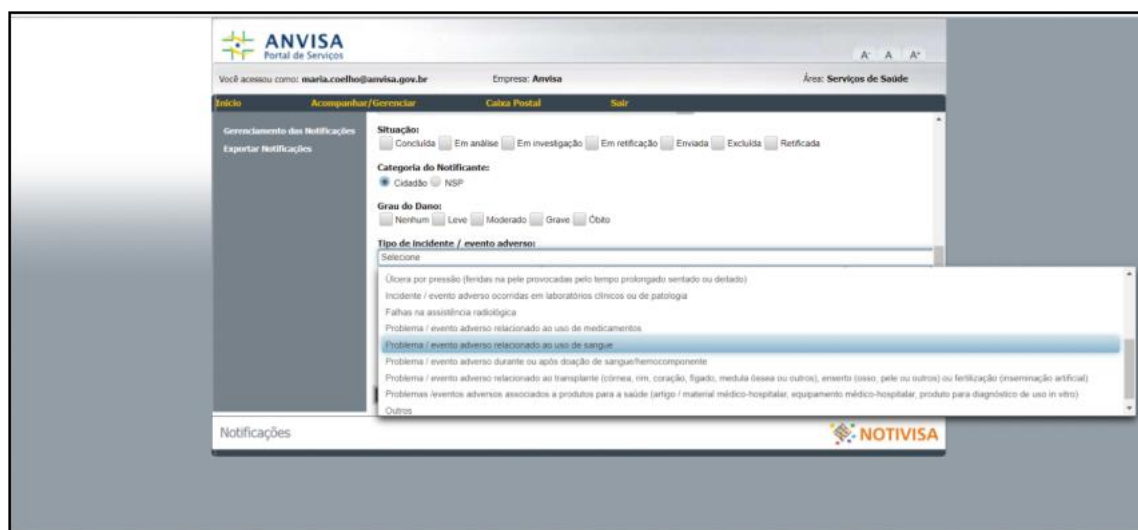 ANVISA
Portal de Serviços
A- A A+
Você acessou como: maria.coelho@anvisa.gov.br Empresa: Anvisa Área: Serviços de Saúde
Início Acompanhar/Gerenciar Caixa Postal Sair
Gerenciamento das Notificações
Exportar Notificações
Situação:
Concluída Em análise Em investigação Em retificação Enviada Excluída Retificada
Categoria do Notificante:
Cidadão NSP
Grau do Dano:
Nenhum Leve Moderado Grave Óbito
Tipo de incidente / evento adverso:
Selecione
Úlcera por pressão (feridas na pele provocadas pelo tempo prolongado sentado ou deitado)
Incidente / evento adverso ocorridas em laboratórios clínicos ou de patologia
Falhas na assistência radiológica
Problema / evento adverso relacionado ao uso de medicamentos
Problema / evento adverso relacionado ao uso de sangue
Problema / evento adverso durante ou após doação de sangue/hemocomponente
Problema / evento adverso relacionado ao transplante (córnea, rim, coração, fígado, medula óssea ou outros), enxerto (osso, pele ou outros) ou fertilização (inseminação artificial)
Problemas /eventos adversos associados a produtos para a saúde (artigo / material médico-hospitalar, equipamento médico-hospitalar, produto para diagnóstico de uso in vitro)
Outros
Notificações
NOTIVISA